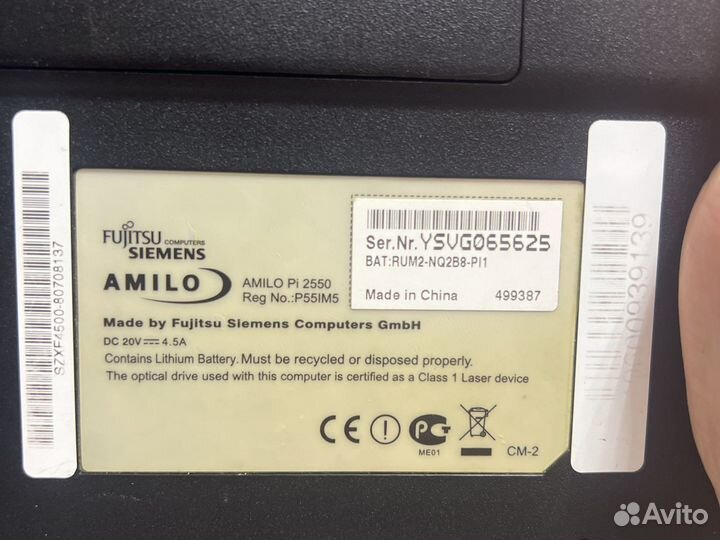 SZXF4500-80708137
FUJITSU COMPUTERS
SIEMENS
AMILO
AMILO Pi 2550
Reg No.:P55IM5
Ser.Nr.YSVG065625
BAT:RUM2-NQ2B8-PI1
Made in China 499387
Made by Fujitsu Siemens Computers GmbH
DC 20V 4.5A
Contains Lithium Battery. Must be recycled or disposed properly.
The optical drive used with this computer is certified as a Class 1 Laser device
CE
PG
ME01
CM-2
Avito